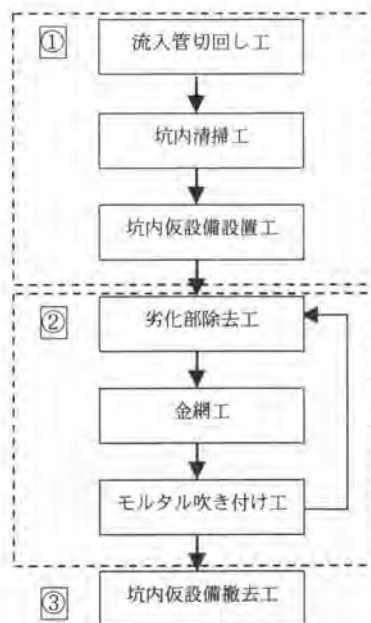 ①
流入管切回し工
坑内清掃工
坑内仮設備設置工
②
劣化部除去工
金網工
モルタル吹き付け工
③
坑内仮設備撤去工